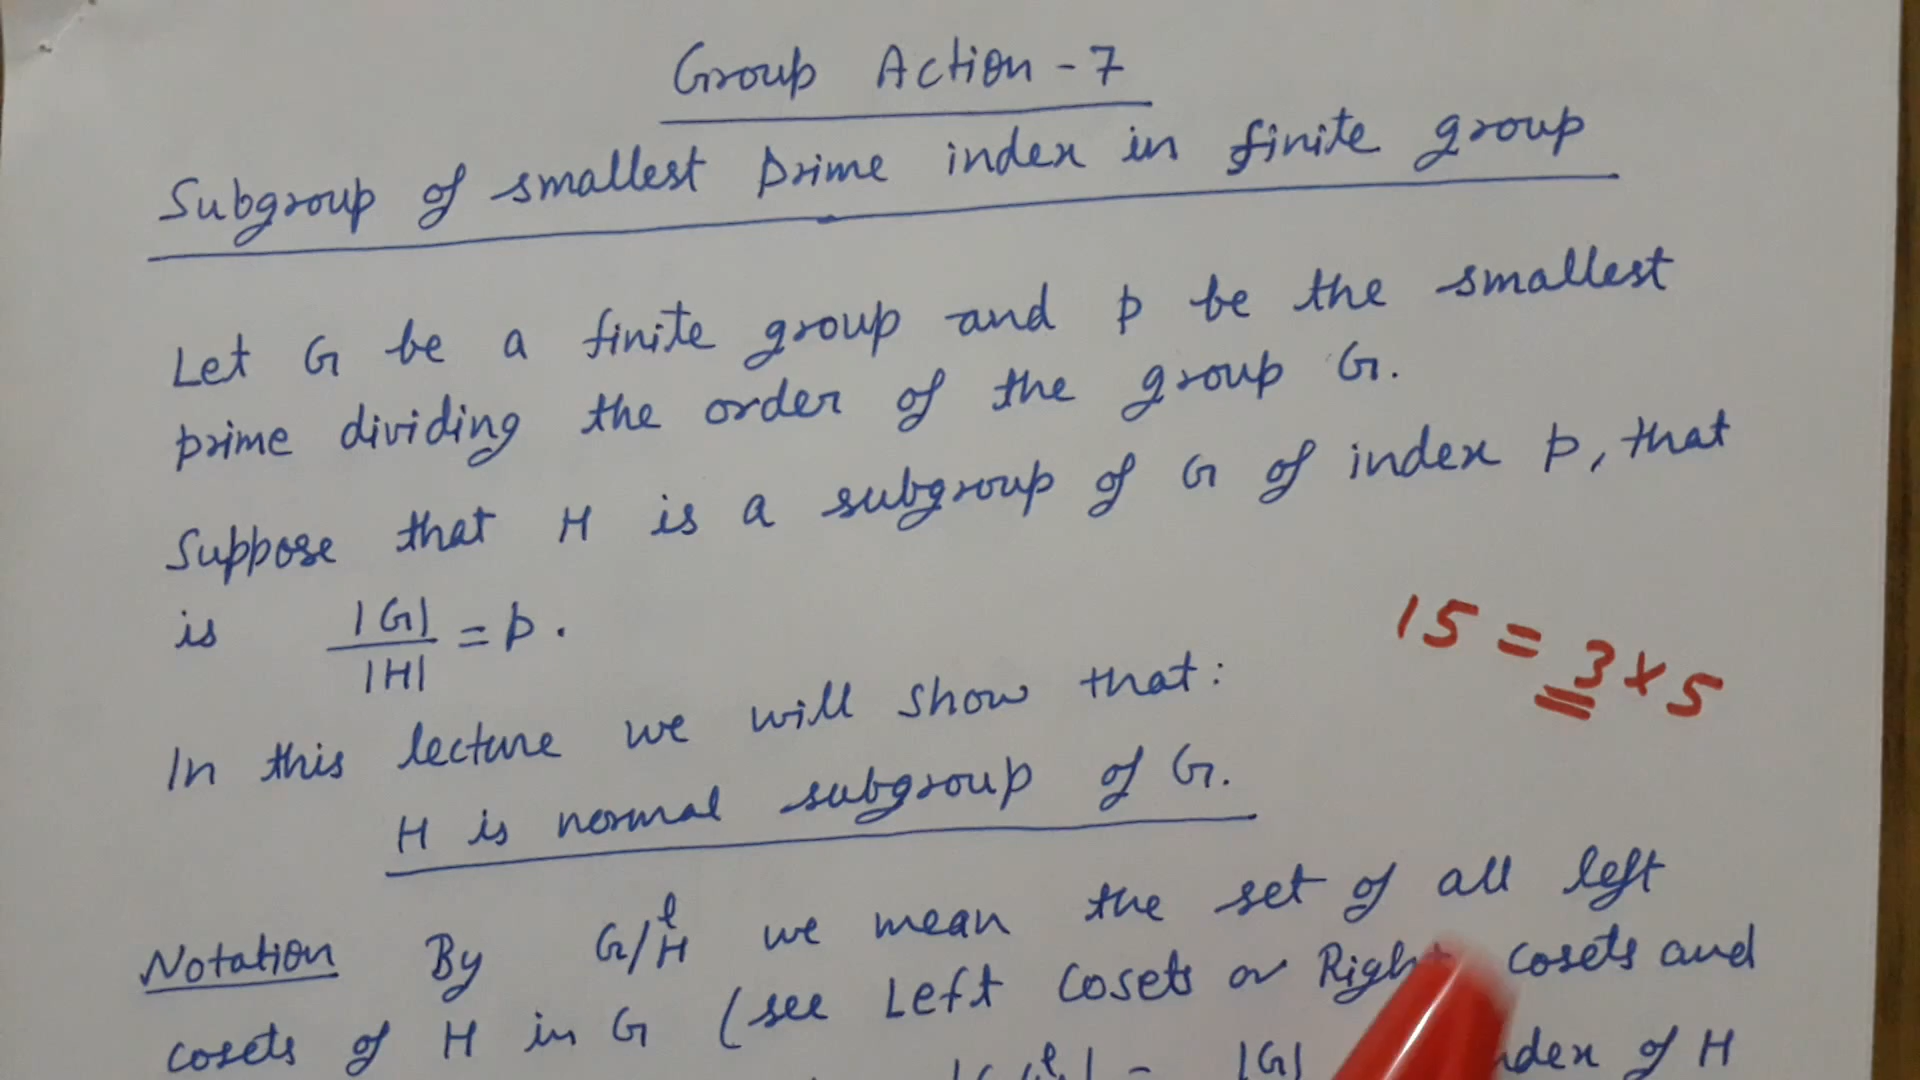 Group Action - 7
Subgroup of smallest prime index in finite group
Let G be a finite group and p be the smallest
prime dividing the order of the group G.
Suppose that H is a subgroup of G of index p, that
is |G|/|H| = p.
15 = 3 x 5
In this lecture we will show that:
H is normal subgroup of G.
Notation By G/H^l we mean the set of all left
cosets of H in G (see Left Cosets or Right cosets and
|G| index of H